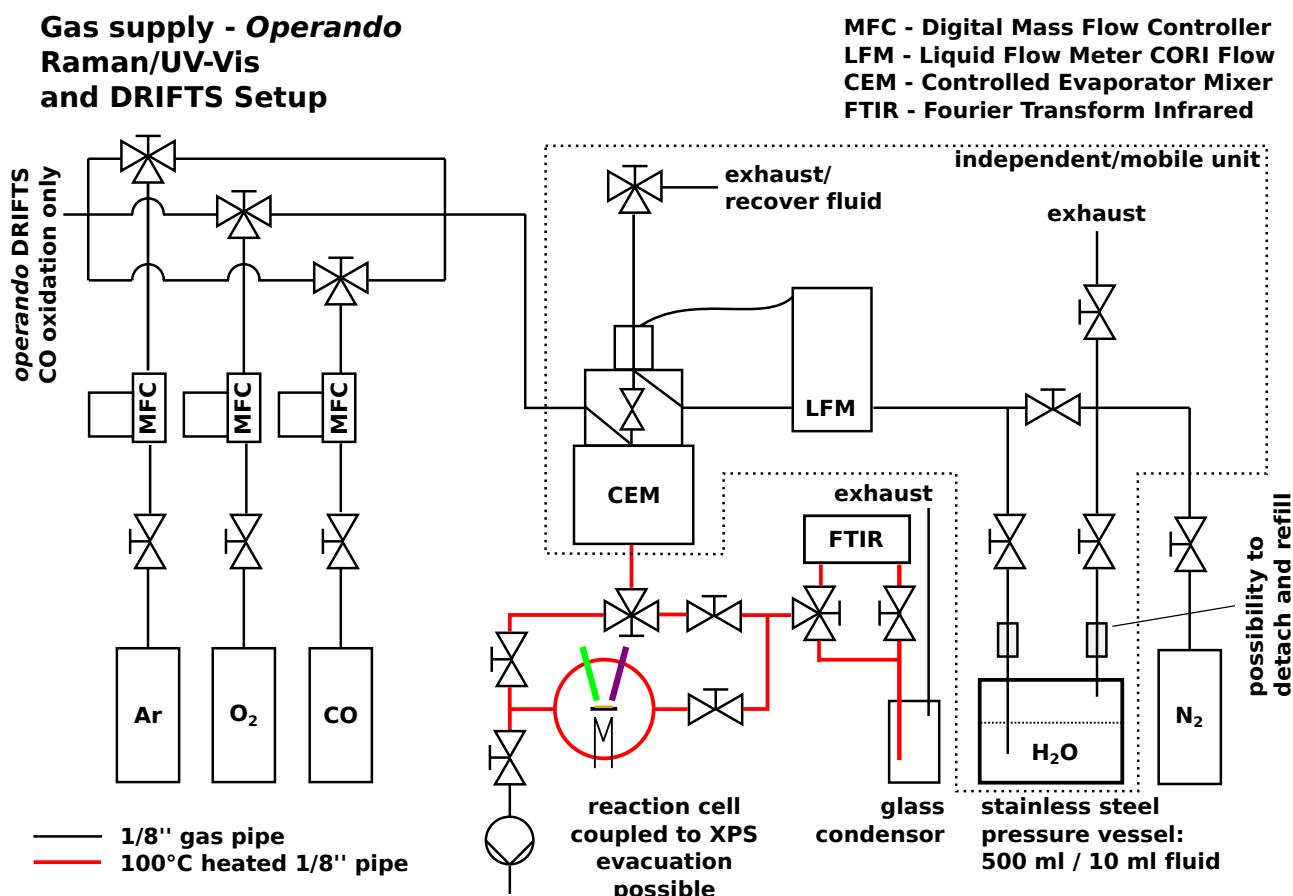 Gas supply - Operando
Raman/UV-Vis
and DRIFTS Setup
MFC - Digital Mass Flow Controller
LFM - Liquid Flow Meter CORI Flow
CEM - Controlled Evaporator Mixer
FTIR - Fourier Transform Infrared
independent/mobile unit
operando DRIFTS
CO oxidation only
exhaust/
recover fluid
exhaust
MFC
MFC
MFC
LFM
CEM
exhaust
FTIR
possibility to
detach and refill
Ar
O2
CO
H2O
N2
reaction cell
coupled to XPS
evacuation
possible
glass
condensor
stainless steel
pressure vessel:
500 ml / 10 ml fluid
1/8'' gas pipe
100°C heated 1/8'' pipe